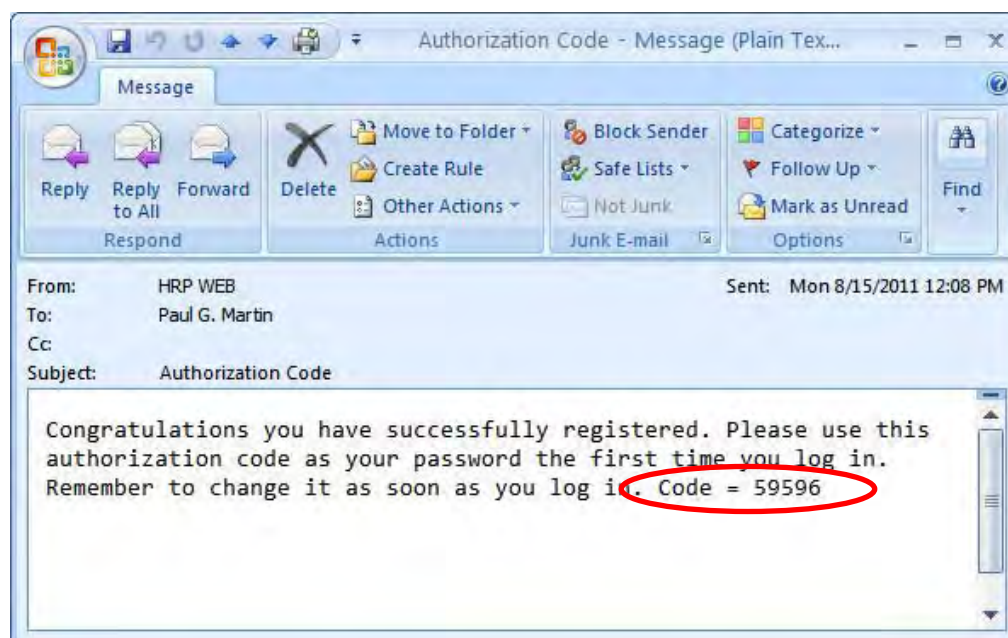 Authorization Code - Message (Plain Tex...
Message
Reply
Reply to All
Forward
Respond
Delete
Move to Folder
Create Rule
Other Actions
Actions
Block Sender
Safe Lists
Not Junk
Junk E-mail
Categorize
Follow Up
Mark as Unread
Options
Find
From: HRP WEB Sent: Mon 8/15/2011 12:08 PM
To: Paul G. Martin
Cc:
Subject: Authorization Code
Congratulations you have successfully registered. Please use this
authorization code as your password the first time you log in.
Remember to change it as soon as you log in. Code = 59596